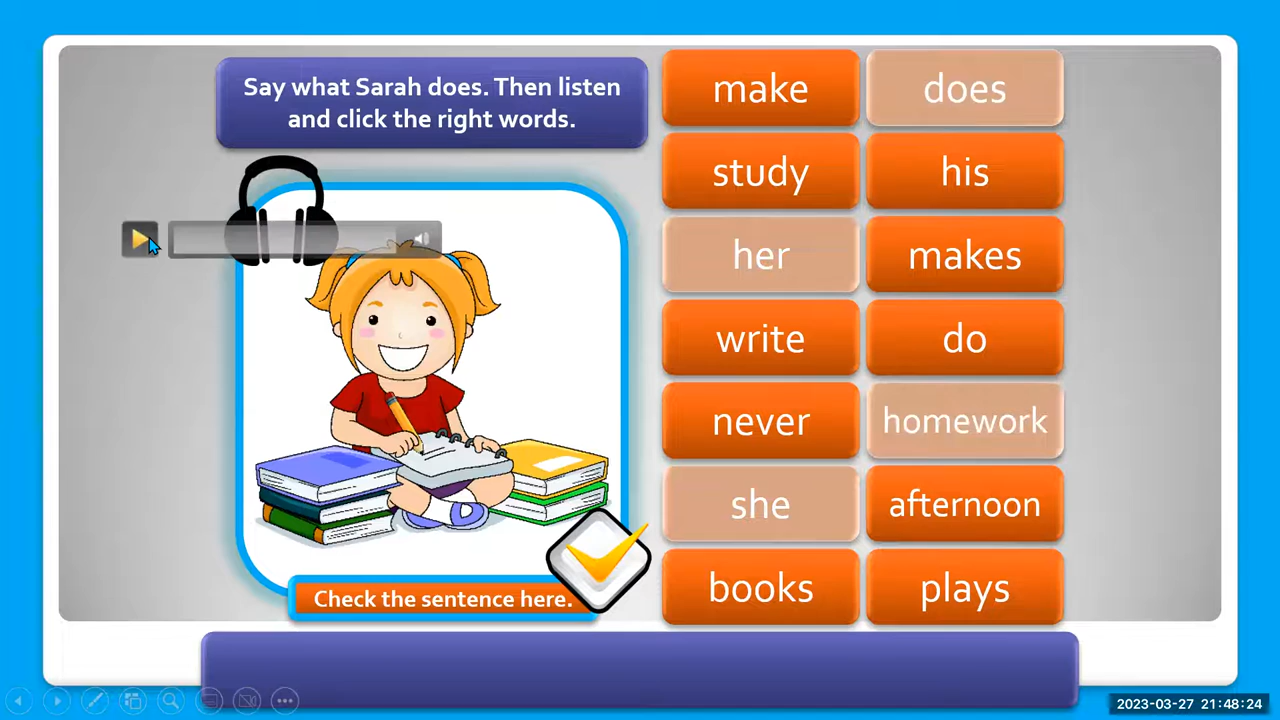 Say what Sarah does. Then listen
and click the right words.
make does
study his
her makes
write do
never homework
she afternoon
books plays
Check the sentence here.
2023-03-27 21:48:24